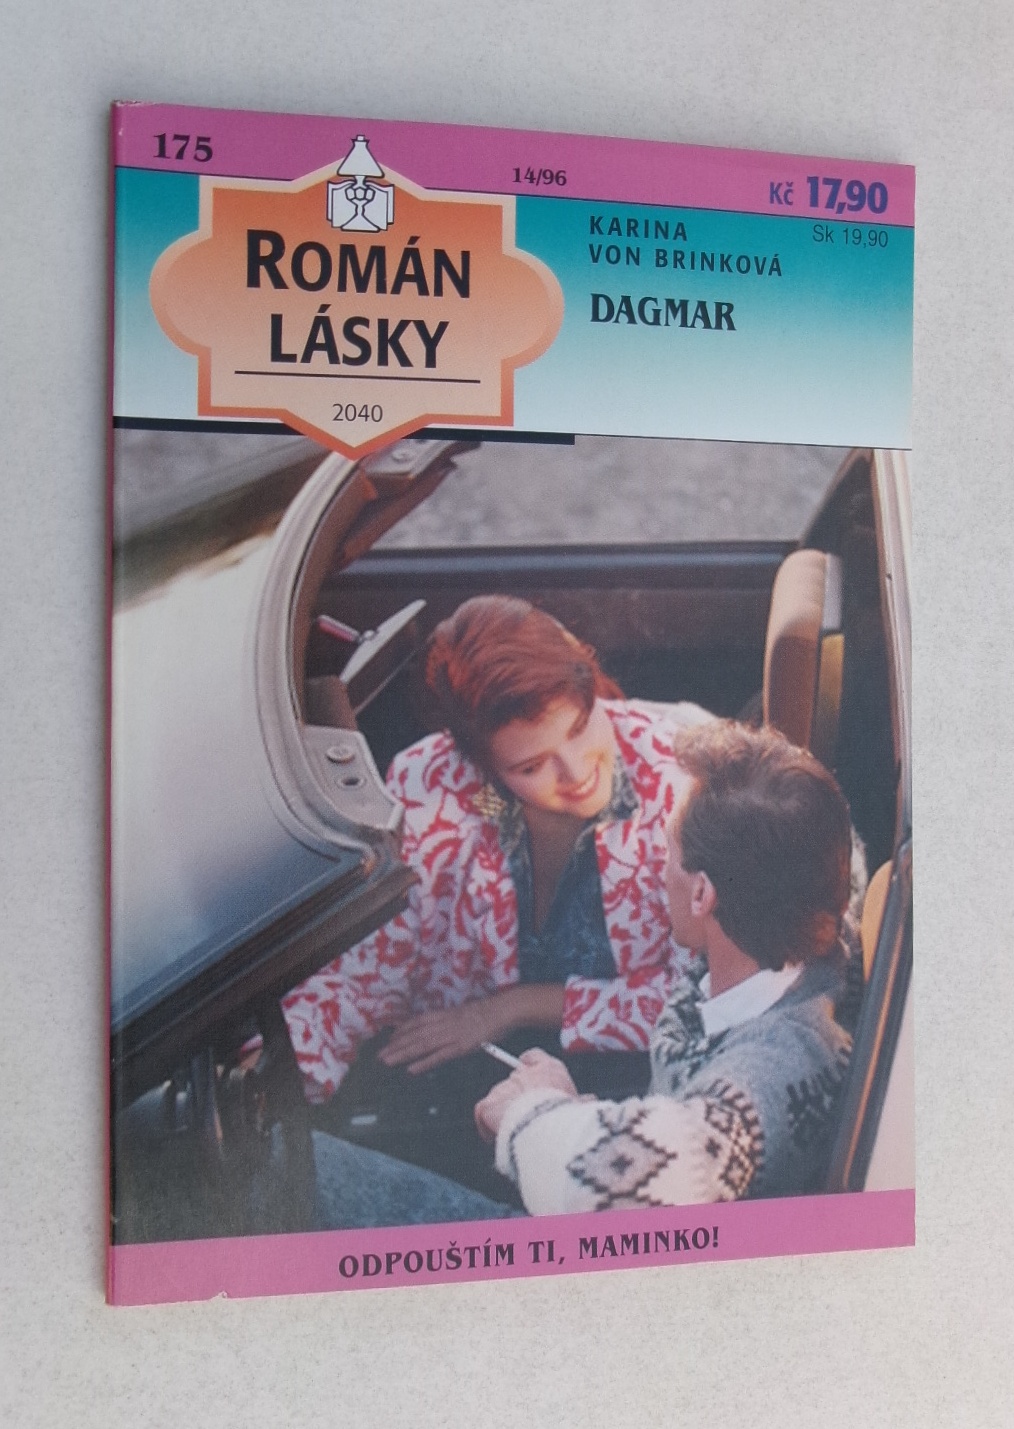 175
14/96
Kč 17,90
Sk 19,90
ROMÁN
LÁSKY
2040
KARINA
VON BRINKOVÁ
DAGMAR
ODPOUŠTÍM TI, MAMINKO!